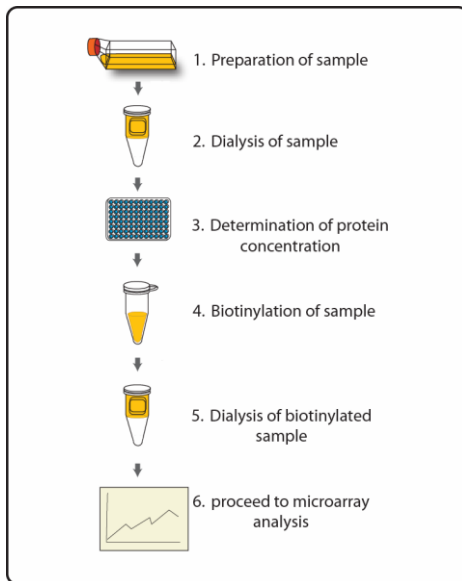 1. Preparation of sample
2. Dialysis of sample
3. Determination of protein
concentration
4. Biotinylation of sample
5. Dialysis of biotinylated
sample
6. proceed to microarray
analysis